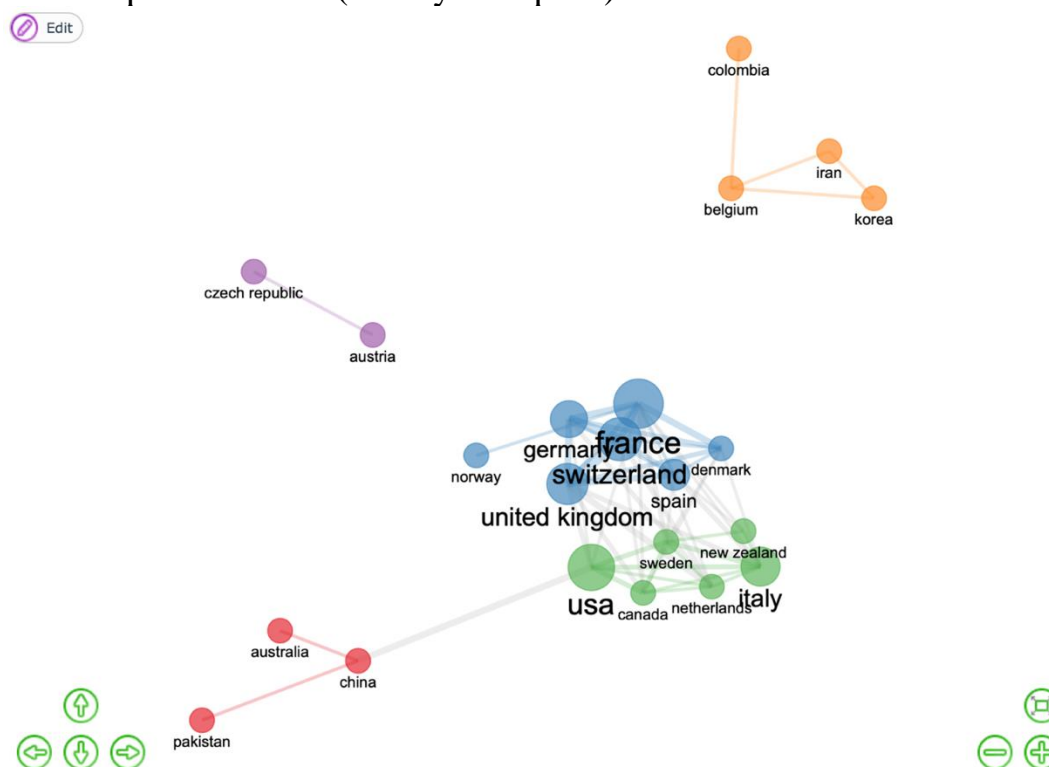 Edit
colombia
iran
belgium
korea
czech republic
austria
france
germany
denmark
switzerland
norway
spain
united kingdom
new zealand
sweden
usa
canada
netherlands
italy
australia
china
pakistan